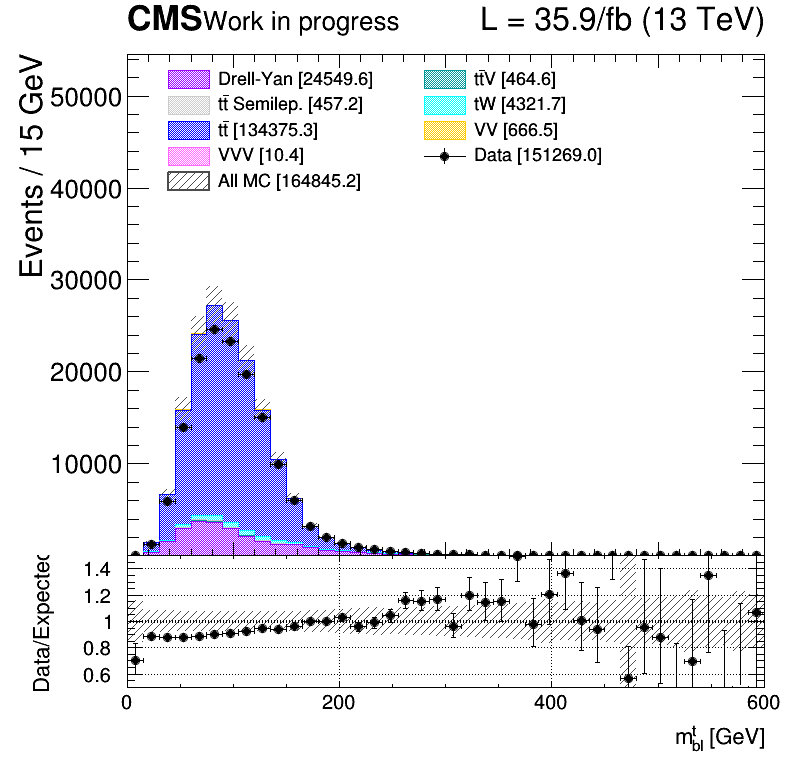 CMS Work in progress L = 35.9/fb (13 TeV)
Events / 15 GeV
50000
40000
30000
20000
10000
Drell-Yan [24549.6]
tt̄ Semilep. [457.2]
tt̄ [134375.3]
VVV [10.4]
All MC [164845.2]
tt̄V [464.6]
tW [4321.7]
VV [666.5]
Data [151269.0]
Data/Expected
1.4
1.2
1
0.8
0.6
0 200 400 600
m^t_bl [GeV]